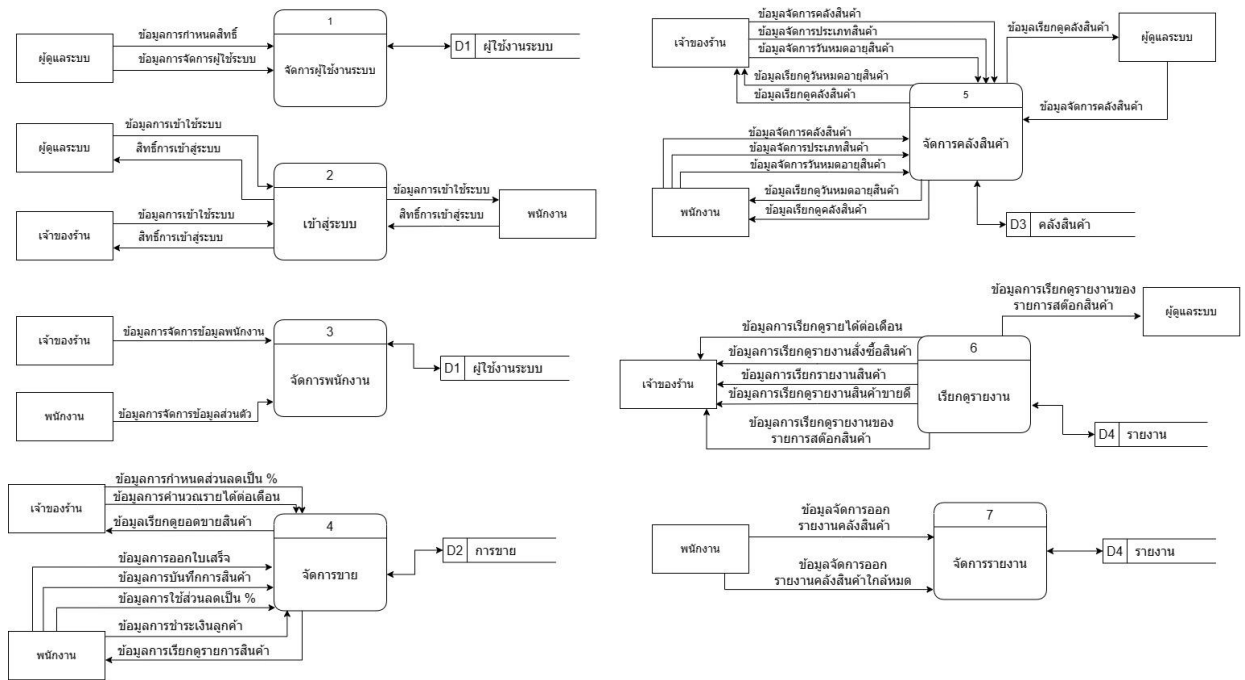 1
ผู้ดูแลระบบ
ข้อมูลการกำหนดสิทธิ์
ข้อมูลการจัดการผู้ใช้ระบบ
จัดการผู้ใช้งานระบบ
D1 ผู้ใช้งานระบบ
ผู้ดูแลระบบ
ข้อมูลการเข้าใช้ระบบ
สิทธิ์การเข้าสู่ระบบ
2
เข้าสู่ระบบ
ข้อมูลการเข้าใช้ระบบ
สิทธิ์การเข้าสู่ระบบ
พนักงาน
เจ้าของร้าน
ข้อมูลการเข้าใช้ระบบ
สิทธิ์การเข้าสู่ระบบ
เจ้าของร้าน
ข้อมูลการจัดการข้อมูลพนักงาน
3
จัดการพนักงาน
D1 ผู้ใช้งานระบบ
พนักงาน
ข้อมูลการจัดการข้อมูลส่วนตัว
เจ้าของร้าน
ข้อมูลการกำหนดส่วนลดเป็น %
ข้อมูลการคำนวณรายได้ต่อเดือน
ข้อมูลเรียกดูยอดขายสินค้า
4
จัดการขาย
D2 การขาย
ข้อมูลการออกใบเสร็จ
ข้อมูลการบันทึกการสินค้า
ข้อมูลการใช้ส่วนลดเป็น %
ข้อมูลการชำระเงินลูกค้า
ข้อมูลการเรียกดูรายการสินค้า
พนักงาน
เจ้าของร้าน
ข้อมูลจัดการคลังสินค้า
ข้อมูลจัดการประเภทสินค้า
ข้อมูลจัดการวันหมดอายุสินค้า
ข้อมูลเรียกดูวันหมดอายุสินค้า
ข้อมูลเรียกดูคลังสินค้า
ข้อมูลเรียกดูคลังสินค้า
ผู้ดูแลระบบ
ข้อมูลจัดการคลังสินค้า
5
จัดการคลังสินค้า
ข้อมูลจัดการคลังสินค้า
ข้อมูลจัดการประเภทสินค้า
ข้อมูลจัดการวันหมดอายุสินค้า
พนักงาน
ข้อมูลเรียกดูวันหมดอายุสินค้า
ข้อมูลเรียกดูคลังสินค้า
D3 คลังสินค้า
ข้อมูลการเรียกดูรายงานของ
รายการสต๊อกสินค้า
ผู้ดูแลระบบ
ข้อมูลการเรียกดูรายได้ต่อเดือน
ข้อมูลการเรียกดูรายงานสั่งซื้อสินค้า
ข้อมูลการเรียกรายงานสินค้า
ข้อมูลการเรียกดูรายงานสินค้าขายดี
ข้อมูลการเรียกดูรายงานของ
รายการสต๊อกสินค้า
เจ้าของร้าน
6
เรียกดูรายงาน
D4 รายงาน
พนักงาน
ข้อมูลจัดการออก
รายงานคลังสินค้า
ข้อมูลจัดการออก
รายงานคลังสินค้าใกล้หมด
7
จัดการรายงาน
D4 รายงาน